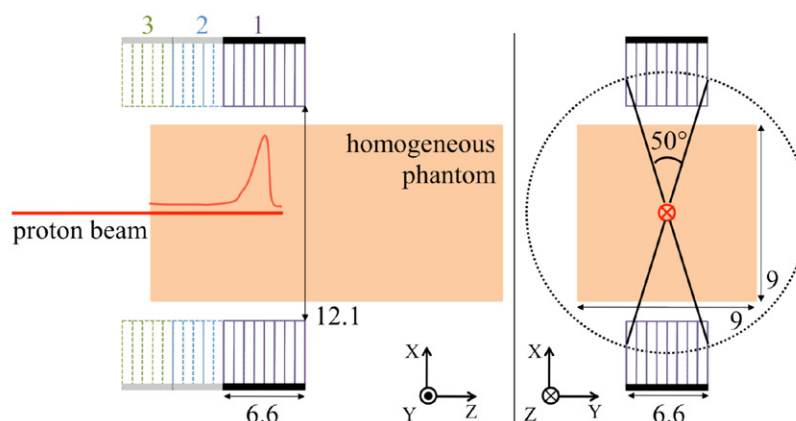 3 2 1
homogeneous
phantom
proton beam
12.1
X
Y Z
6.6
50°
9
9
X
Z Y
6.6